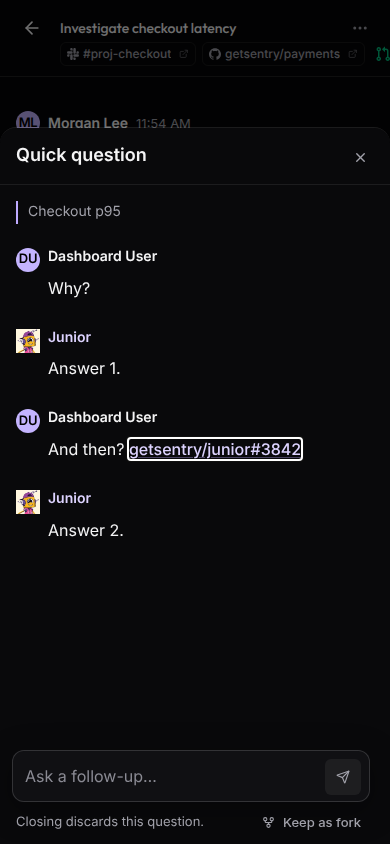 Investigate checkout latency
#proj-checkout
getsentry/payments
ML Morgan Lee 11:54 AM
Quick question
Checkout p95
DU Dashboard User
Why?
Junior
Answer 1.
DU Dashboard User
And then? getsentry/junior#3842
Junior
Answer 2.
Ask a follow-up...
Closing discards this question.
Keep as fork